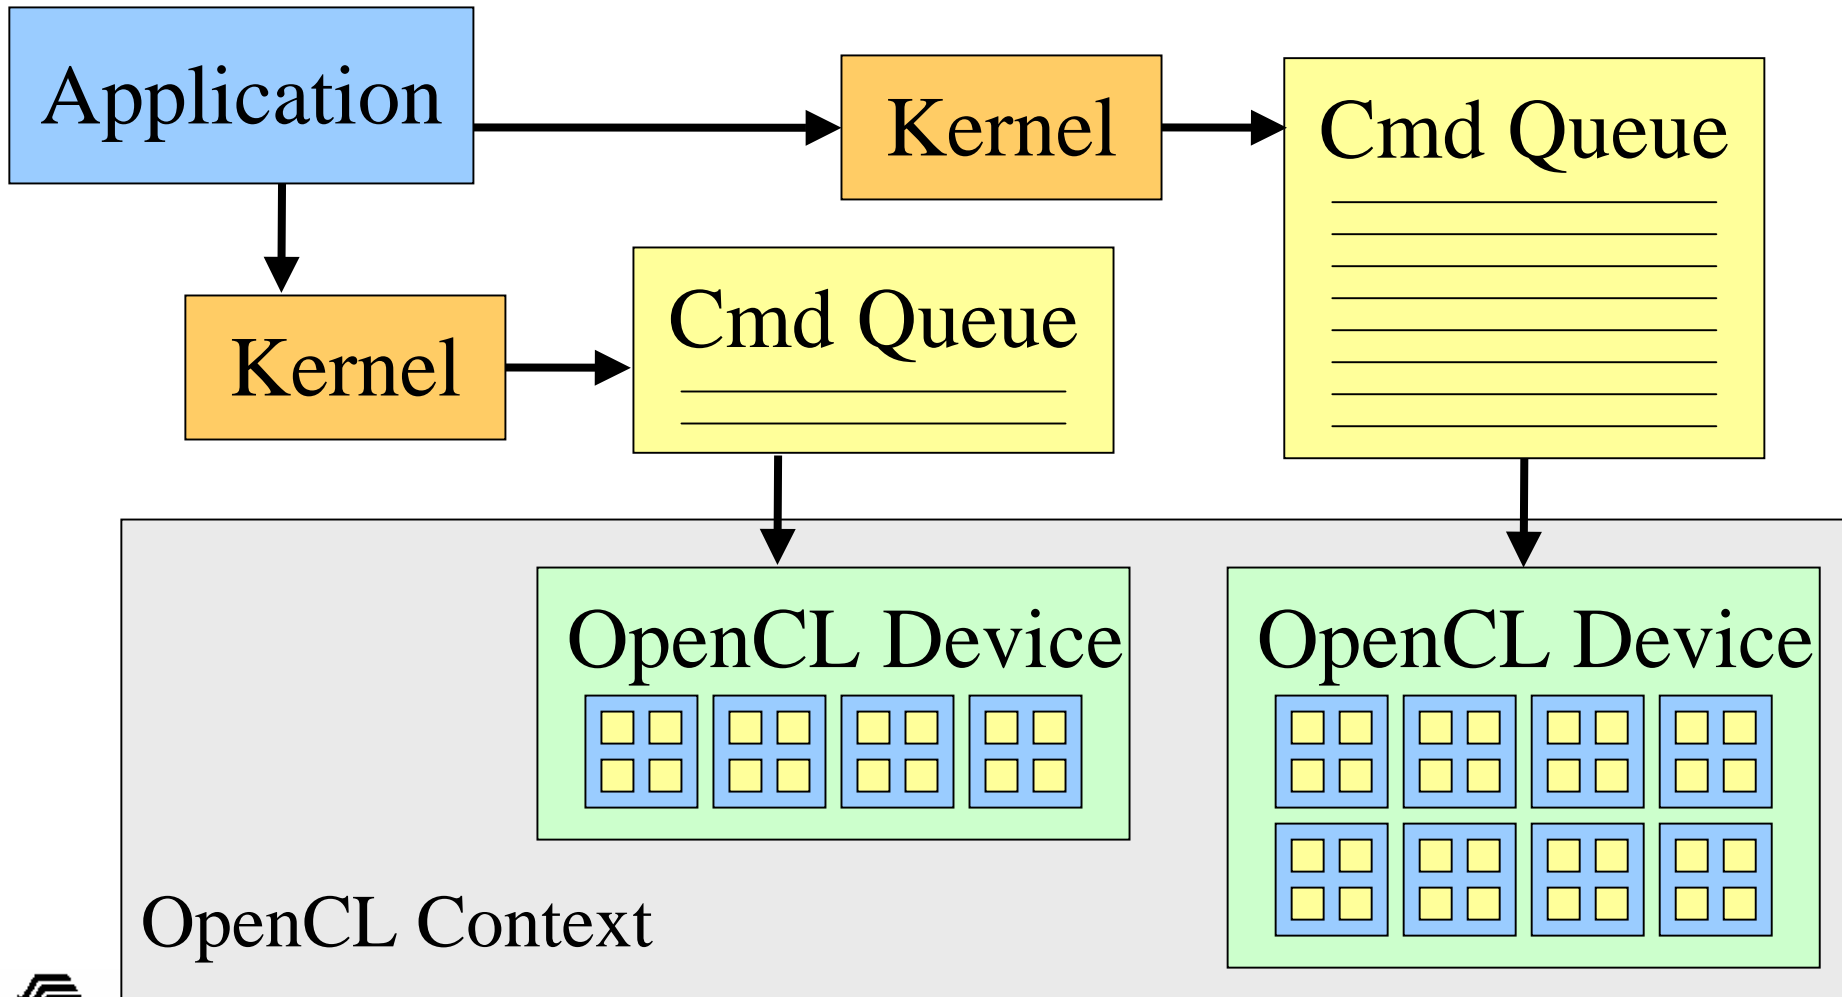 Application
Kernel
Cmd Queue
Kernel
Cmd Queue
OpenCL Device
OpenCL Device
OpenCL Context